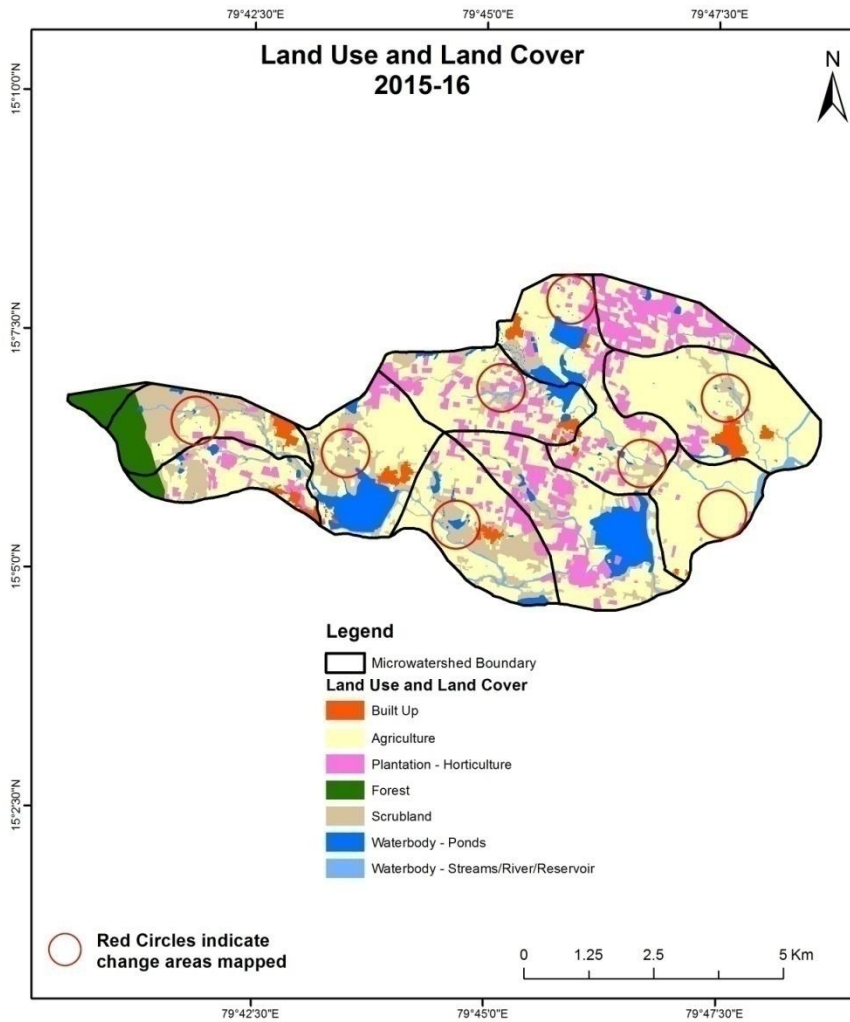 79°42'30"E 79°45'0"E 79°47'30"E
Land Use and Land Cover
2015-16
N
15°10'0"N
15°7'30"N
15°5'0"N
15°2'30"N
Legend
Microwatershed Boundary
Land Use and Land Cover
Built Up
Agriculture
Plantation - Horticulture
Forest
Scrubland
Waterbody - Ponds
Waterbody - Streams/River/Reservoir
Red Circles indicate
change areas mapped
0 1.25 2.5 5 Km
79°42'30"E 79°45'0"E 79°47'30"E